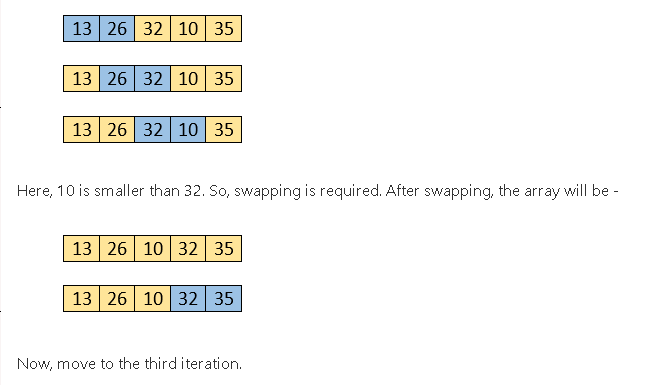 13 26 32 10 35
13 26 32 10 35
13 26 32 10 35
Here, 10 is smaller than 32. So, swapping is required. After swapping, the array will be -
13 26 10 32 35
13 26 10 32 35
Now, move to the third iteration.